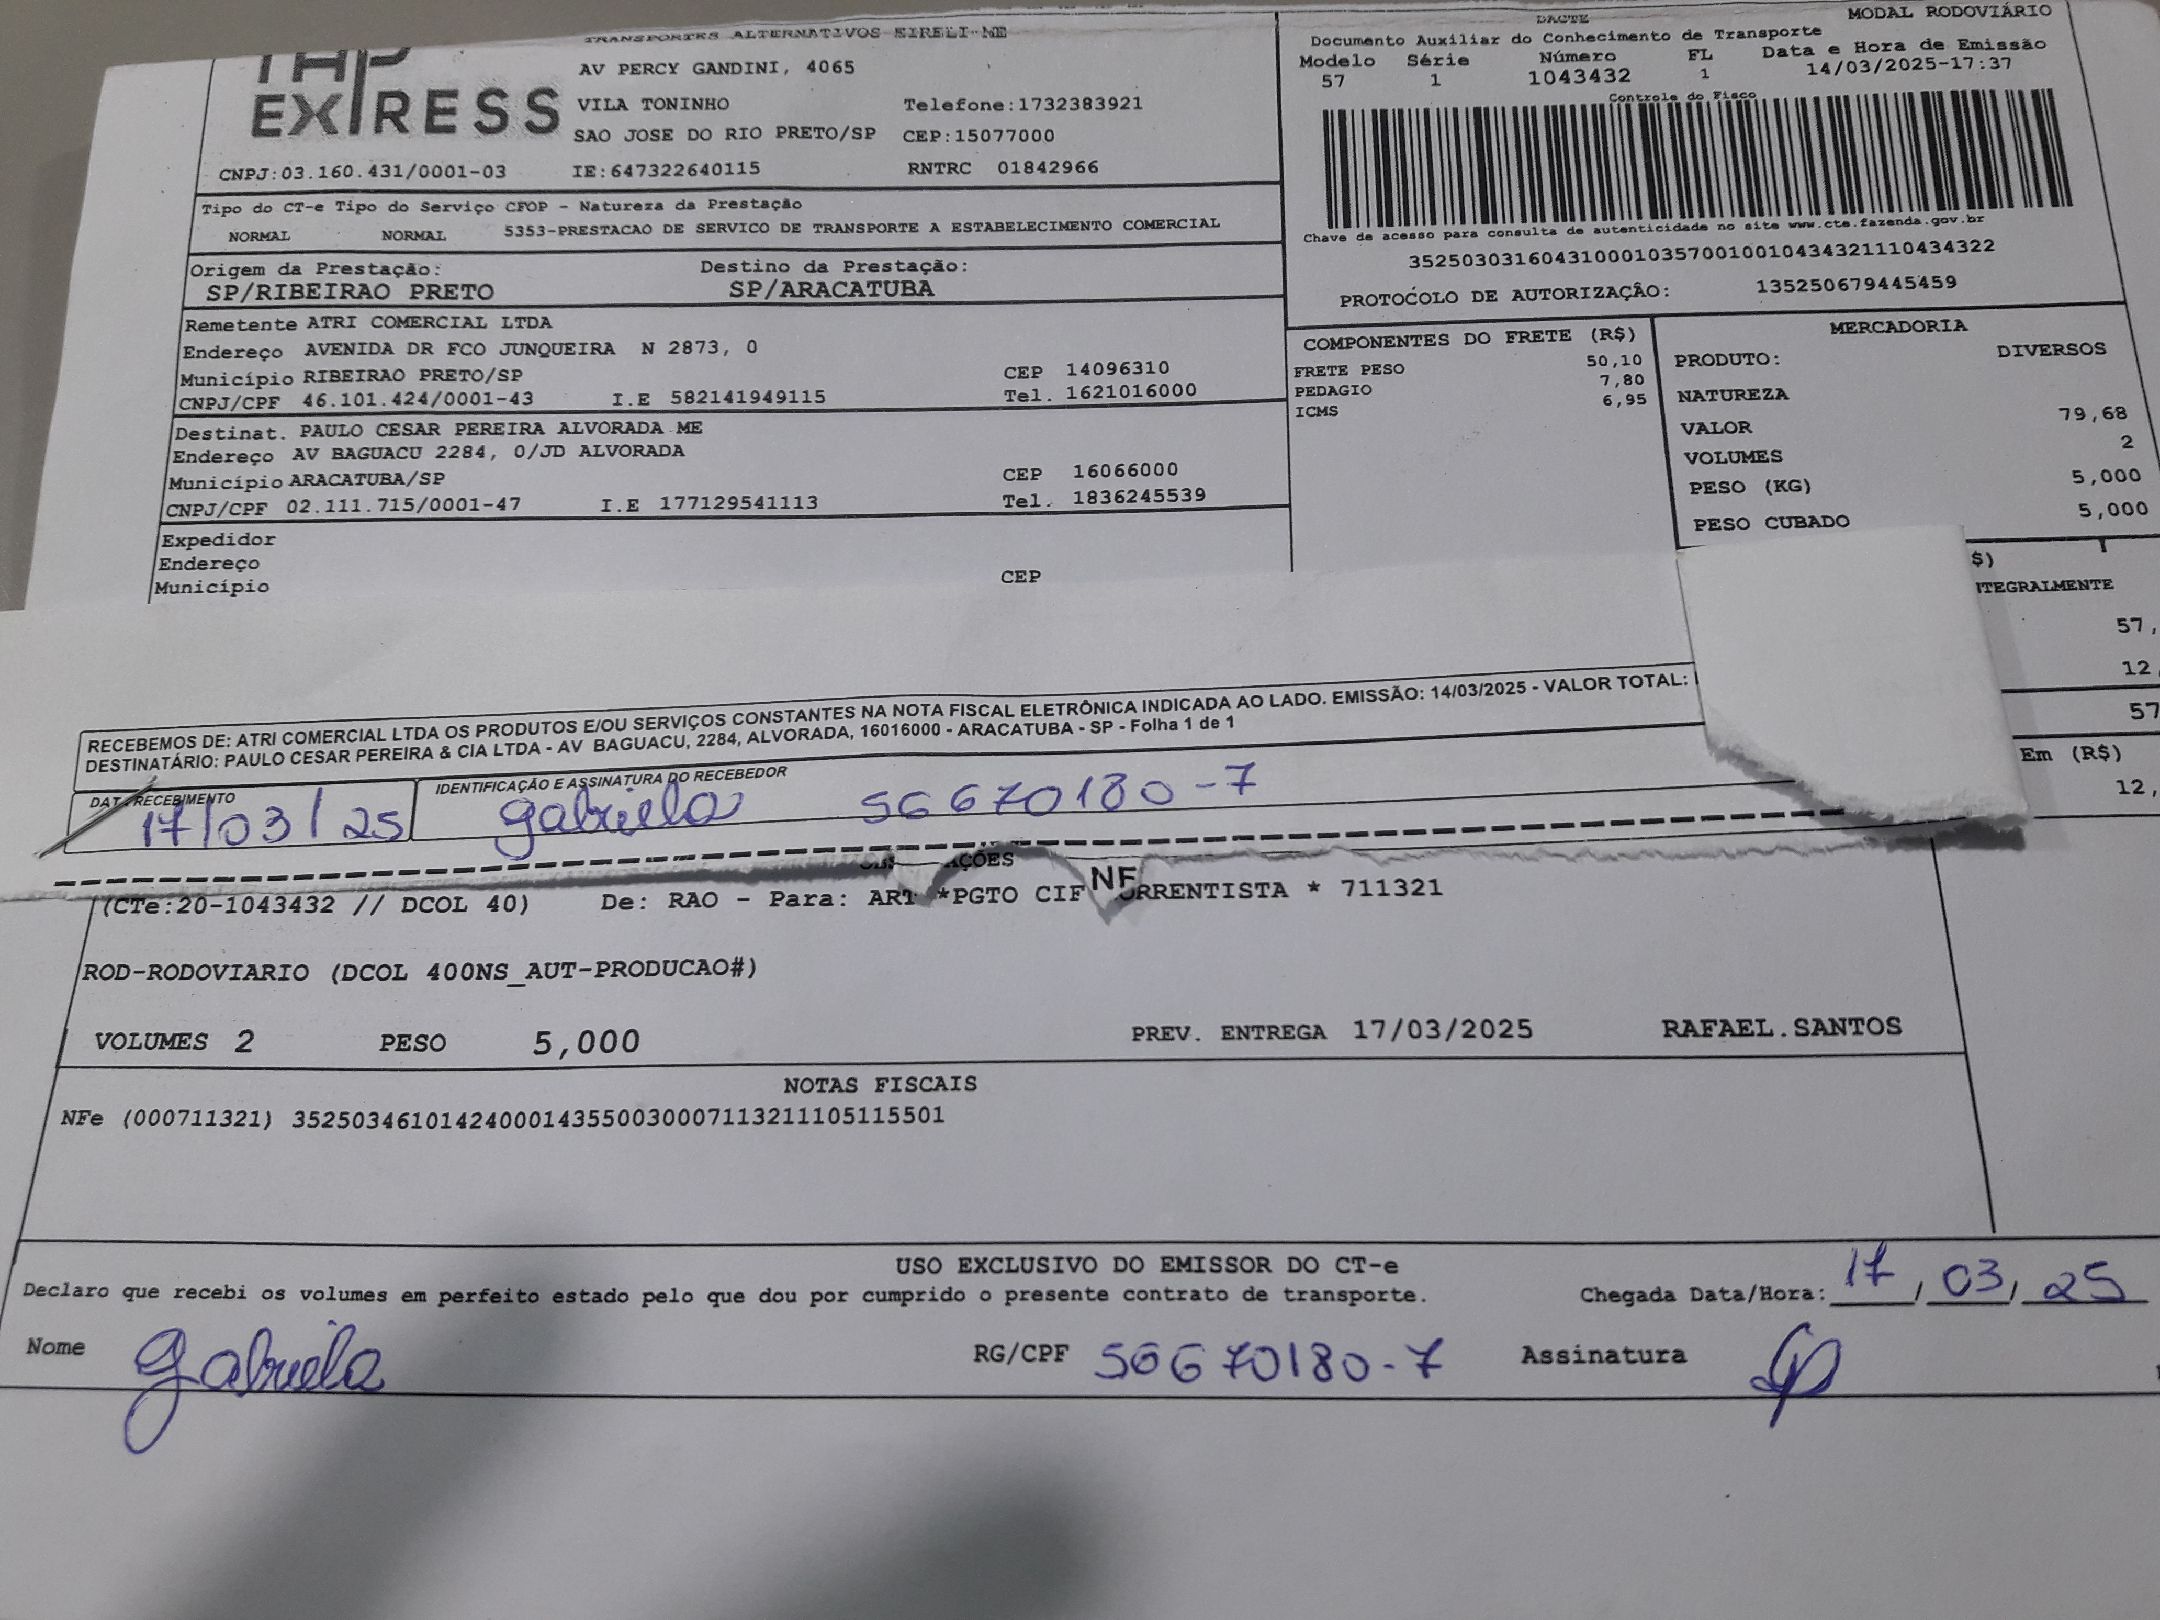 EXPRESS
TRANSPORTES ALTERNATIVOS EIRELI-ME
AV PERCY GANDINI, 4065
VILA TONINHO Telefone:1732383921
SAO JOSE DO RIO PRETO/SP CEP:15077000
CNPJ:03.160.431/0001-03 IE:647322640115 RNTRC 01842966
Tipo do CT-e Tipo do Serviço CFOP - Natureza da Prestação
NORMAL NORMAL 5353-PRESTACAO DE SERVICO DE TRANSPORTE A ESTABELECIMENTO COMERCIAL
Origem da Prestação: Destino da Prestação:
SP/RIBEIRAO PRETO SP/ARACATUBA
Remetente ATRI COMERCIAL LTDA
Endereço AVENIDA DR FCO JUNQUEIRA N 2873, 0
Município RIBEIRAO PRETO/SP CEP 14096310
CNPJ/CPF 46.101.424/0001-43 I.E 582141949115 Tel. 1621016000
Destinat. PAULO CESAR PEREIRA ALVORADA ME
Endereço AV BAGUACU 2284, 0/JD ALVORADA
Município ARACATUBA/SP CEP 16066000
CNPJ/CPF 02.111.715/0001-47 I.E 177129541113 Tel. 1836245539
Expedidor
Endereço
Município CEP
DACTE MODAL RODOVIÁRIO
Documento Auxiliar do Conhecimento de Transporte
Modelo Série Número FL Data e Hora de Emissão
57 1 1043432 1 14/03/2025-17:37
Controle do Fisco
Chave de acesso para consulta de autenticidade no site www.cte.fazenda.gov.br
35250303160431000103570010010434321110434322
PROTOCOLO DE AUTORIZAÇÃO: 135250679445459
COMPONENTES DO FRETE (R$)
FRETE PESO 50,10
PEDAGIO 7,80
ICMS 6,95
MERCADORIA
PRODUTO: DIVERSOS
NATUREZA
VALOR 79,68
VOLUMES 2
PESO (KG) 5,000
PESO CUBADO 5,000
$)
ITEGRALMENTE
57,
12,
57
Em (R$)
12,
RECEBEMOS DE: ATRI COMERCIAL LTDA OS PRODUTOS E/OU SERVIÇOS CONSTANTES NA NOTA FISCAL ELETRÔNICA INDICADA AO LADO. EMISSÃO: 14/03/2025 - VALOR TOTAL:
DESTINATÁRIO: PAULO CESAR PEREIRA & CIA LTDA - AV BAGUACU, 2284, ALVORADA, 16016000 - ARACATUBA - SP - Folha 1 de 1
DATA RECEBIMENTO IDENTIFICAÇÃO E ASSINATURA DO RECEBEDOR
17/03/25 gabriela 56670180-7
NF
(CTe:20-1043432 // DCOL 40) De: RAO - Para: ART *PGTO CIF ORRENTISTA * 711321
ROD-RODOVIARIO (DCOL 400NS_AUT-PRODUCAO#)
VOLUMES 2 PESO 5,000 PREV. ENTREGA 17/03/2025 RAFAEL.SANTOS
NOTAS FISCAIS
NFe (000711321) 35250346101424000143550030007113211105115501
USO EXCLUSIVO DO EMISSOR DO CT-e
Declaro que recebi os volumes em perfeito estado pelo que dou por cumprido o presente contrato de transporte. Chegada Data/Hora: 17/03/25
Nome gabriela RG/CPF 56670180-7 Assinatura